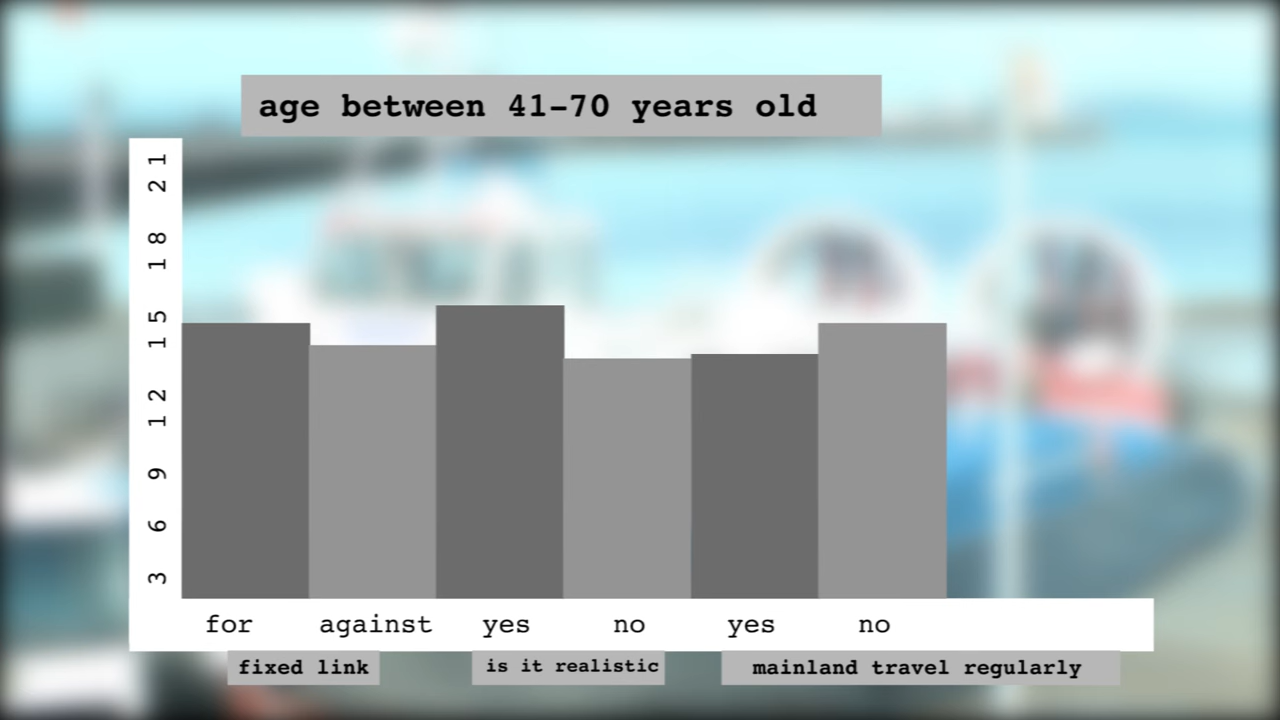 age between 41-70 years old
3 6 9 12 15 18 21
for against yes no yes no
fixed link is it realistic mainland travel regularly